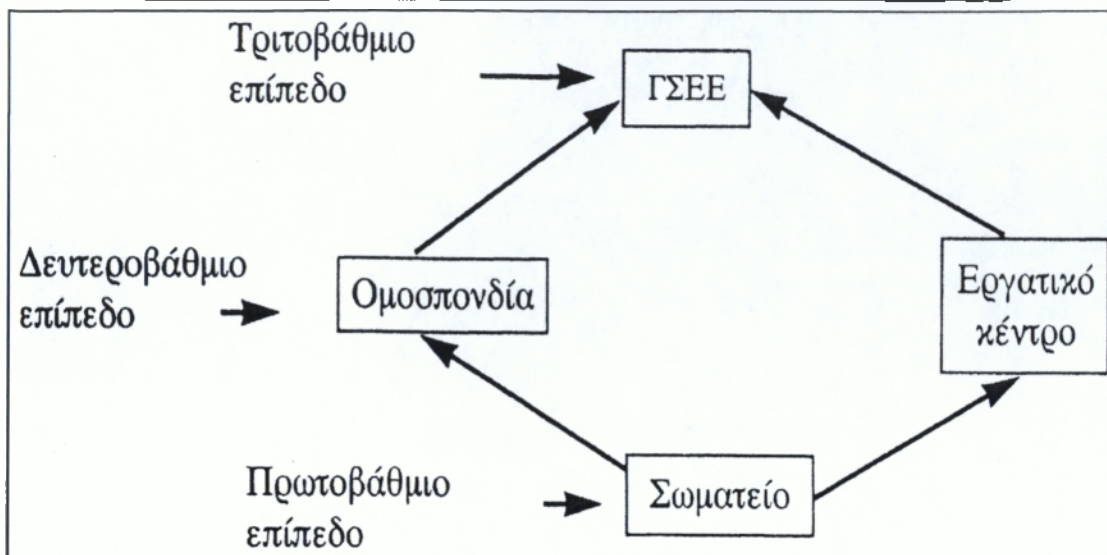 Τριτοβάθμιο
επίπεδο
ΓΣΕΕ
Δευτεροβάθμιο
επίπεδο
Ομοσπονδία
Εργατικό
κέντρο
Πρωτοβάθμιο
επίπεδο
Σωματείο